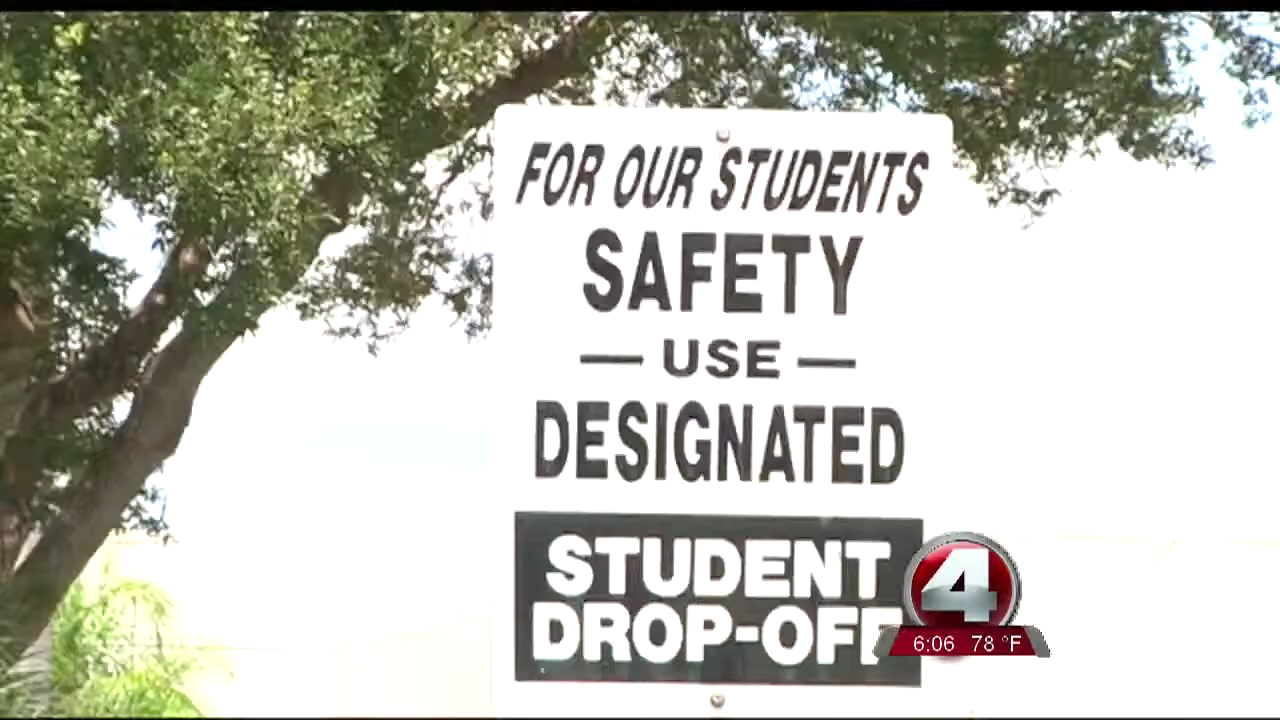 FOR OUR STUDENTS
SAFETY
— USE —
DESIGNATED
STUDENT
DROP-OFF
4
6:06 78 °F